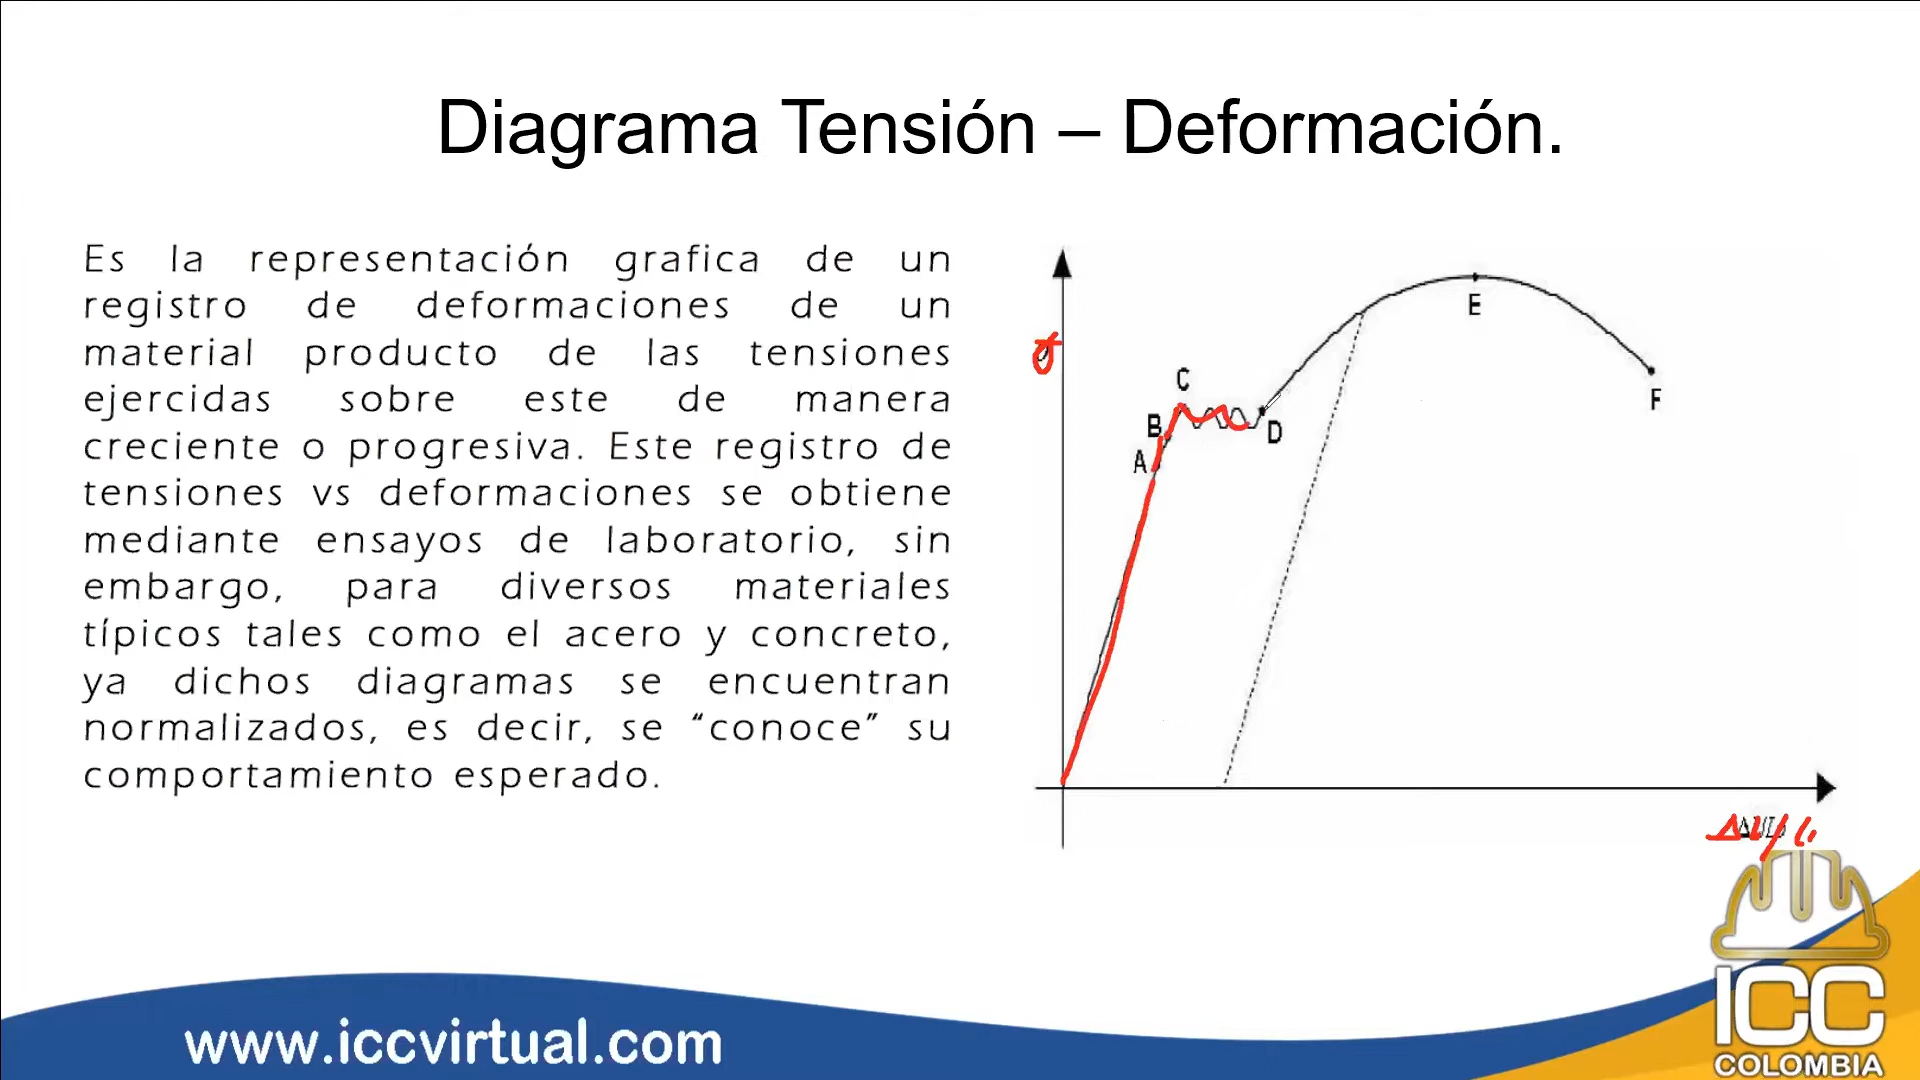 Diagrama Tensión – Deformación.
Es la representación grafica de un
registro de deformaciones de un
material producto de las tensiones
ejercidas sobre este de manera
creciente o progresiva. Este registro de
tensiones vs deformaciones se obtiene
mediante ensayos de laboratorio, sin
embargo, para diversos materiales
típicos tales como el acero y concreto,
ya dichos diagramas se encuentran
normalizados, es decir, se “conoce” su
comportamiento esperado.
σ
E
C
F
B
D
A
www.iccvirtual.com
ICC
COLOMBIA